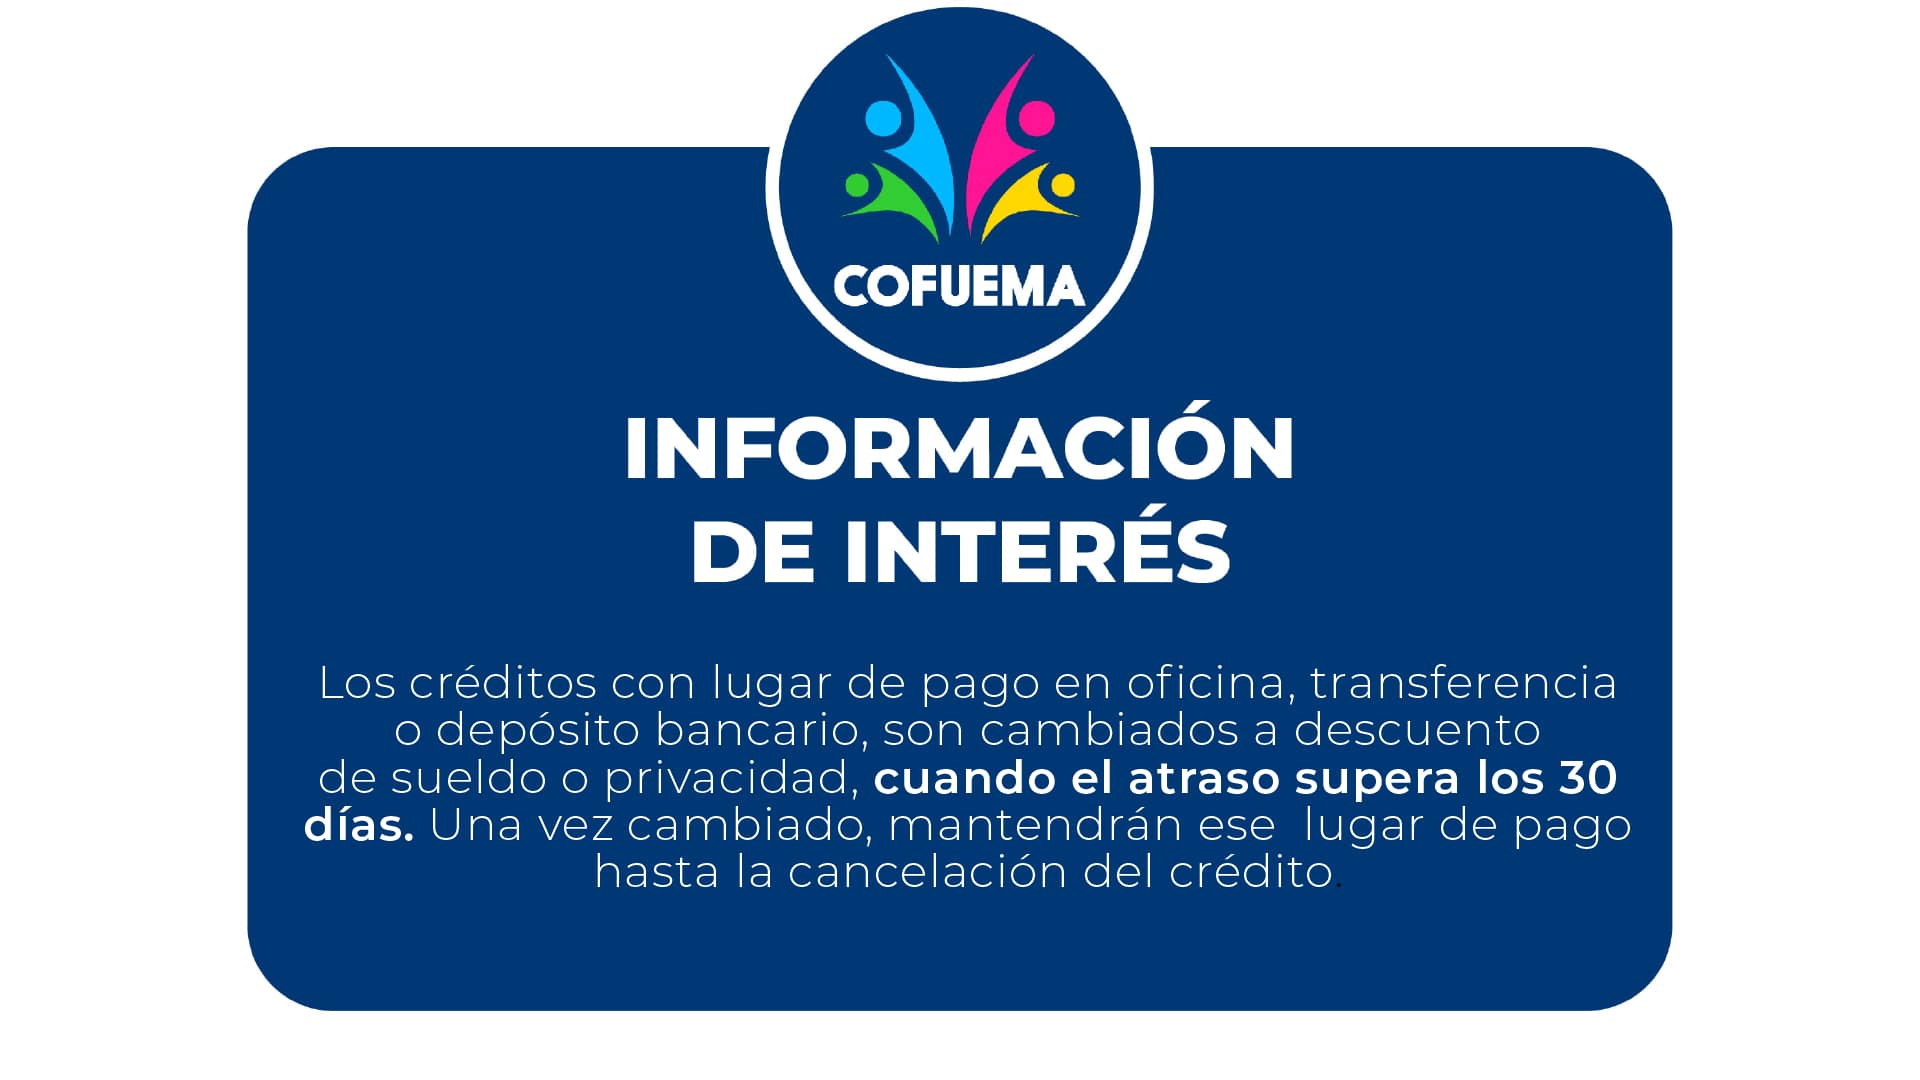 COFUEMA
INFORMACIÓN
DE INTERÉS
Los créditos con lugar de pago en oficina, transferencia
o depósito bancario, son cambiados a descuento
de sueldo o privacidad, cuando el atraso supera los 30
días. Una vez cambiado, mantendrán ese lugar de pago
hasta la cancelación del crédito.